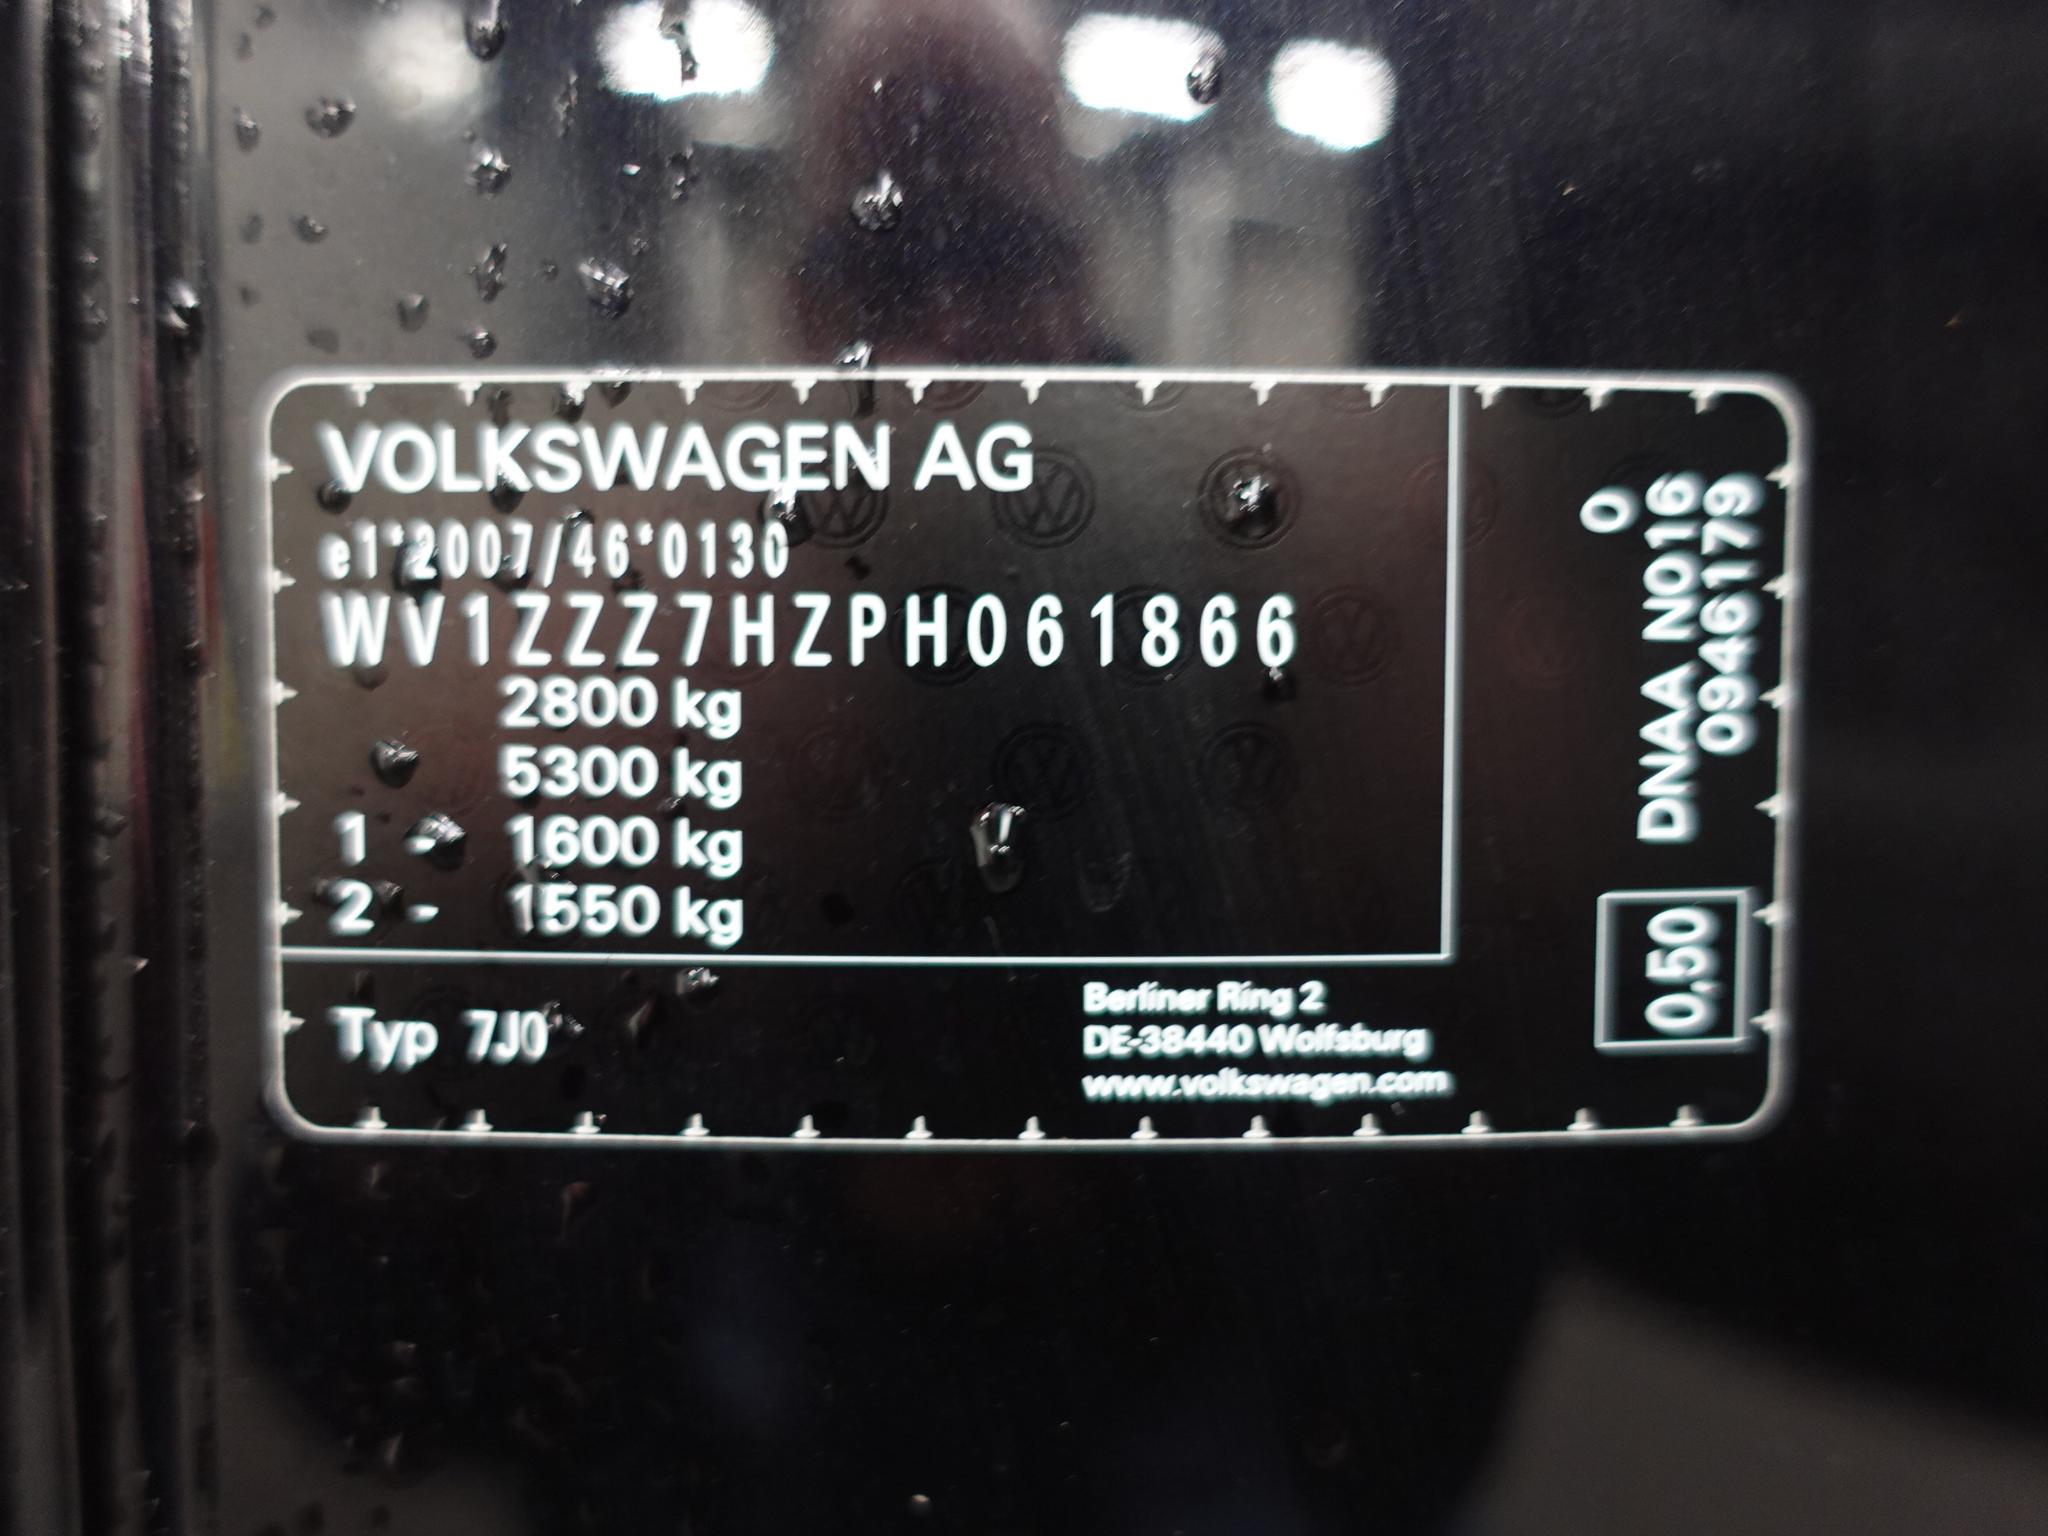 VOLKSWAGEN AG
e1*2007/46*0130
WV1ZZZ7HZPH061866
2800 kg
5300 kg
1 - 1600 kg
2 - 1550 kg
Typ 7J0
Berliner Ring 2
DE-38440 Wolfsburg
www.volkswagen.com
0
DNAA N016
0946179
0,50